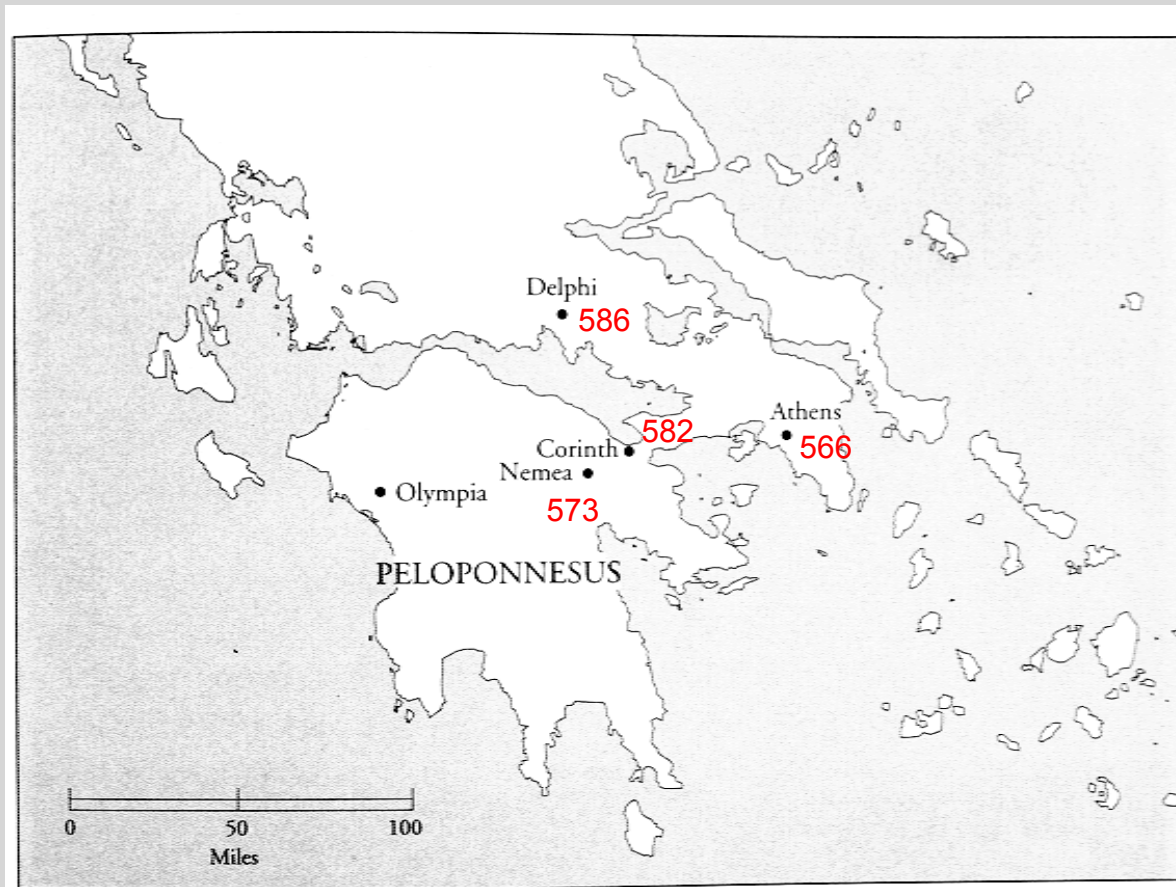 Delphi
586
Athens
566
582
Corinth
Nemea
573
Olympia
PELOPONNESUS
0 50 100
Miles